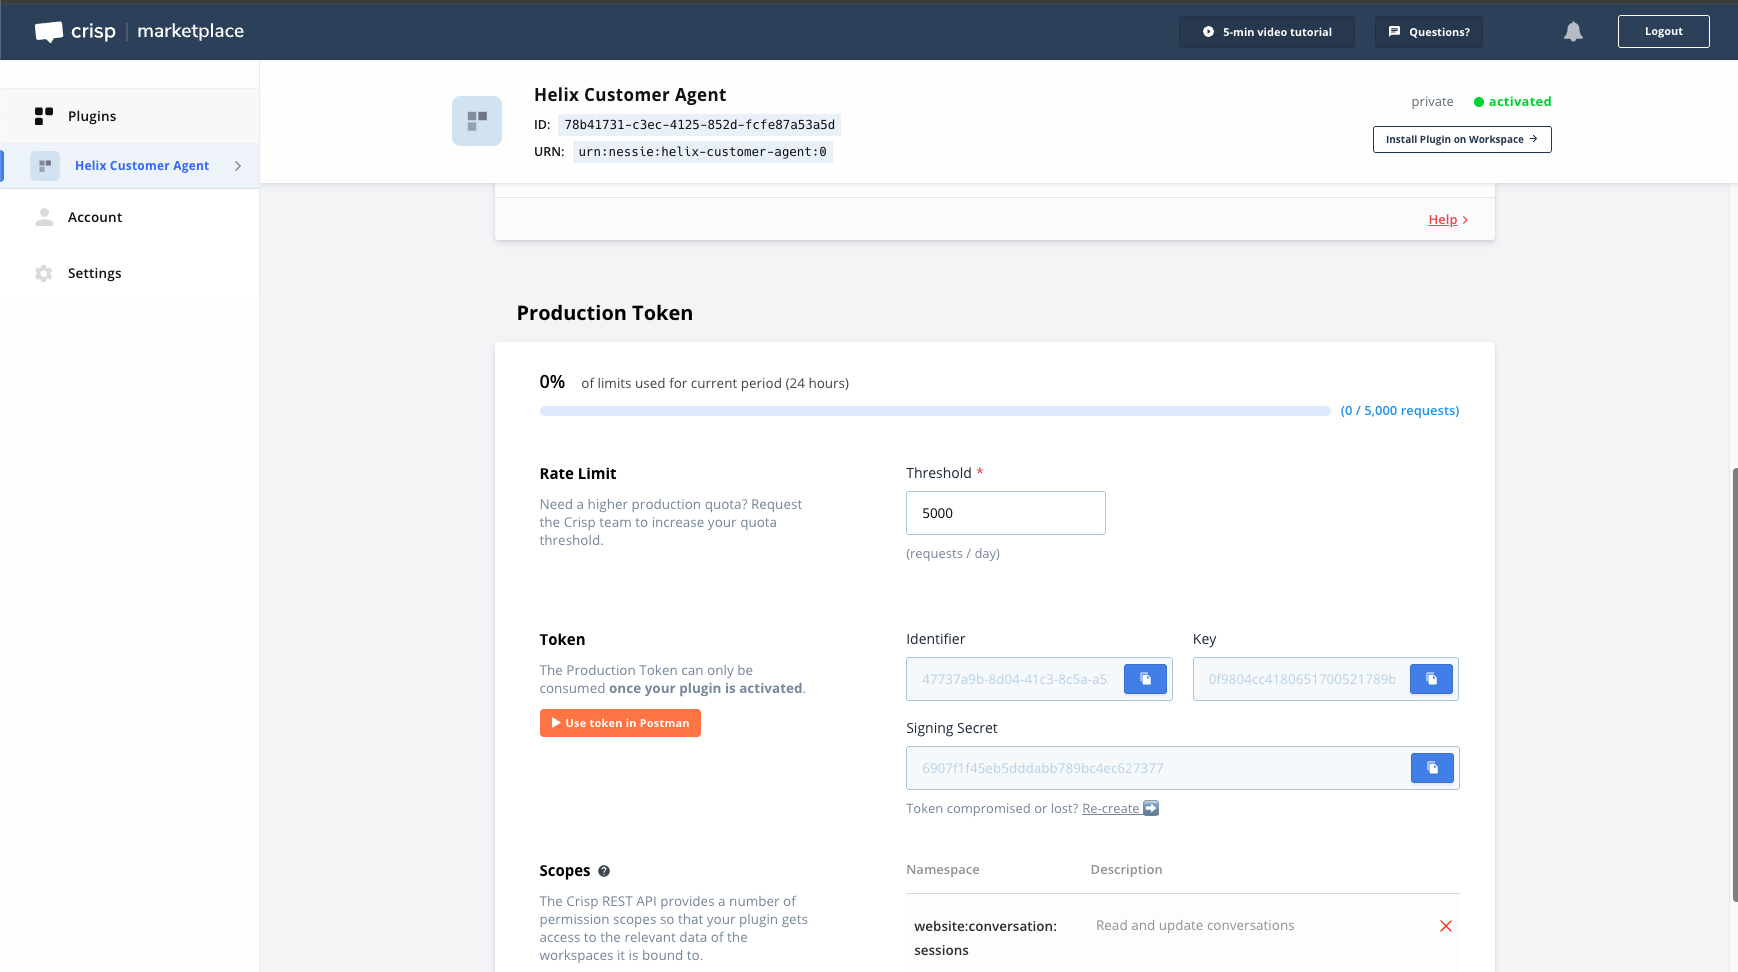 crisp | marketplace
5-min video tutorial
Questions?
Logout
Plugins
Helix Customer Agent
Account
Settings
Helix Customer Agent
ID: 78b41731-c3ec-4125-852d-fcfe87a53a5d
URN: urn:nessie:helix-customer-agent:0
private
activated
Install Plugin on Workspace →
Help
Production Token
0% of limits used for current period (24 hours)
(0 / 5,000 requests)
Rate Limit
Need a higher production quota? Request
the Crisp team to increase your quota
threshold.
Threshold *
5000
(requests / day)
Token
The Production Token can only be
consumed once your plugin is activated.
Use token in Postman
Identifier
47737a9b-8d04-41c3-8c5a-a5
Key
0f9804cc4180651700521789b
Signing Secret
6907f1f45eb5dddabb789bc4ec627377
Token compromised or lost? Re-create ➡
Scopes ?
The Crisp REST API provides a number of
permission scopes so that your plugin gets
access to the relevant data of the
workspaces it is bound to.
Namespace
Description
website:conversation:
sessions
Read and update conversations